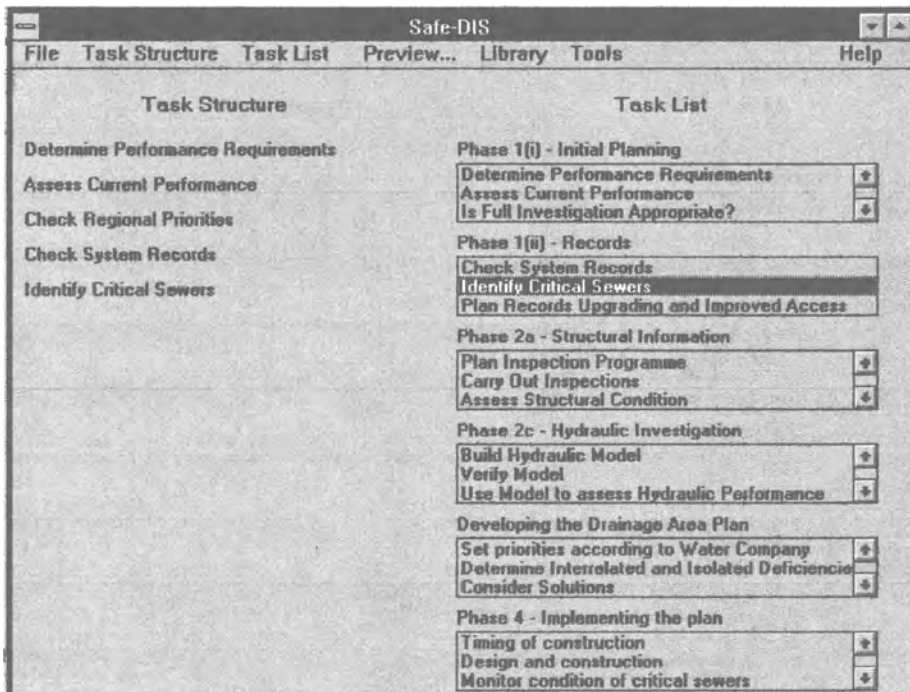 Safe-DIS
File Task Structure Task List Preview... Library Tools Help
Task Structure
Determine Performance Requirements
Assess Current Performance
Check Regional Priorities
Check System Records
Identify Critical Sewers
Task List
Phase 1(i) - Initial Planning
Determine Performance Requirements
Assess Current Performance
Is Full Investigation Appropriate?
Phase 1(ii) - Records
Check System Records
Identify Critical Sewers
Plan Records Upgrading and Improved Access
Phase 2a - Structural Information
Plan Inspection Programme
Carry Out Inspections
Assess Structural Condition
Phase 2c - Hydraulic Investigation
Build Hydraulic Model
Verify Model
Use Model to assess Hydraulic Performance
Developing the Drainage Area Plan
Set priorities according to Water Company
Determine Interrelated and Isolated Deficiencie
Consider Solutions
Phase 4 - Implementing the plan
Timing of construction
Design and construction
Monitor condition of critical sewers